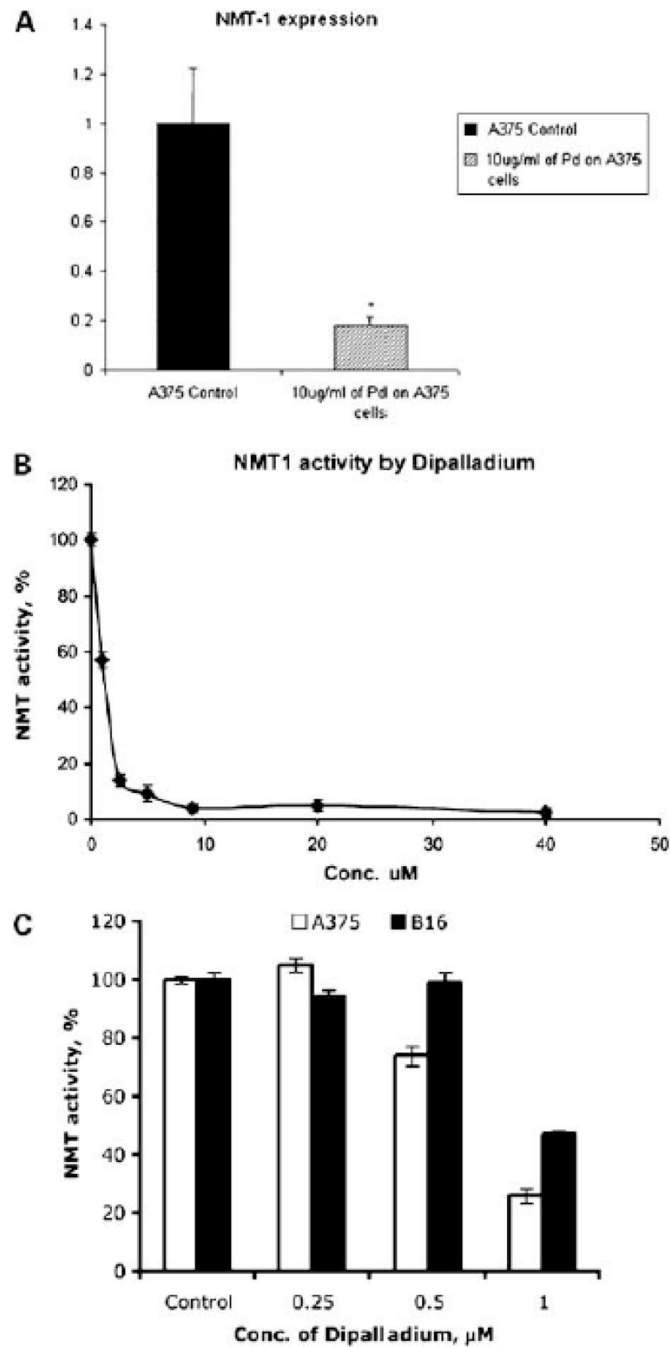 A
NMT-1 expression
1.4
1.2
1
0.8
0.6
0.4
0.2
0
*
A375 Control
10ug/ml of Pd on A375
cells
A375 Control
10ug/ml of Pd on A375
cells
B
NMT1 activity by Dipalladium
NMT activity, %
120
100
80
60
40
20
0
0 10 20 30 40 50
Conc. uM
C
A375 B16
NMT activity, %
120
100
80
60
40
20
0
Control 0.25 0.5 1
Conc. of Dipalladium, μM